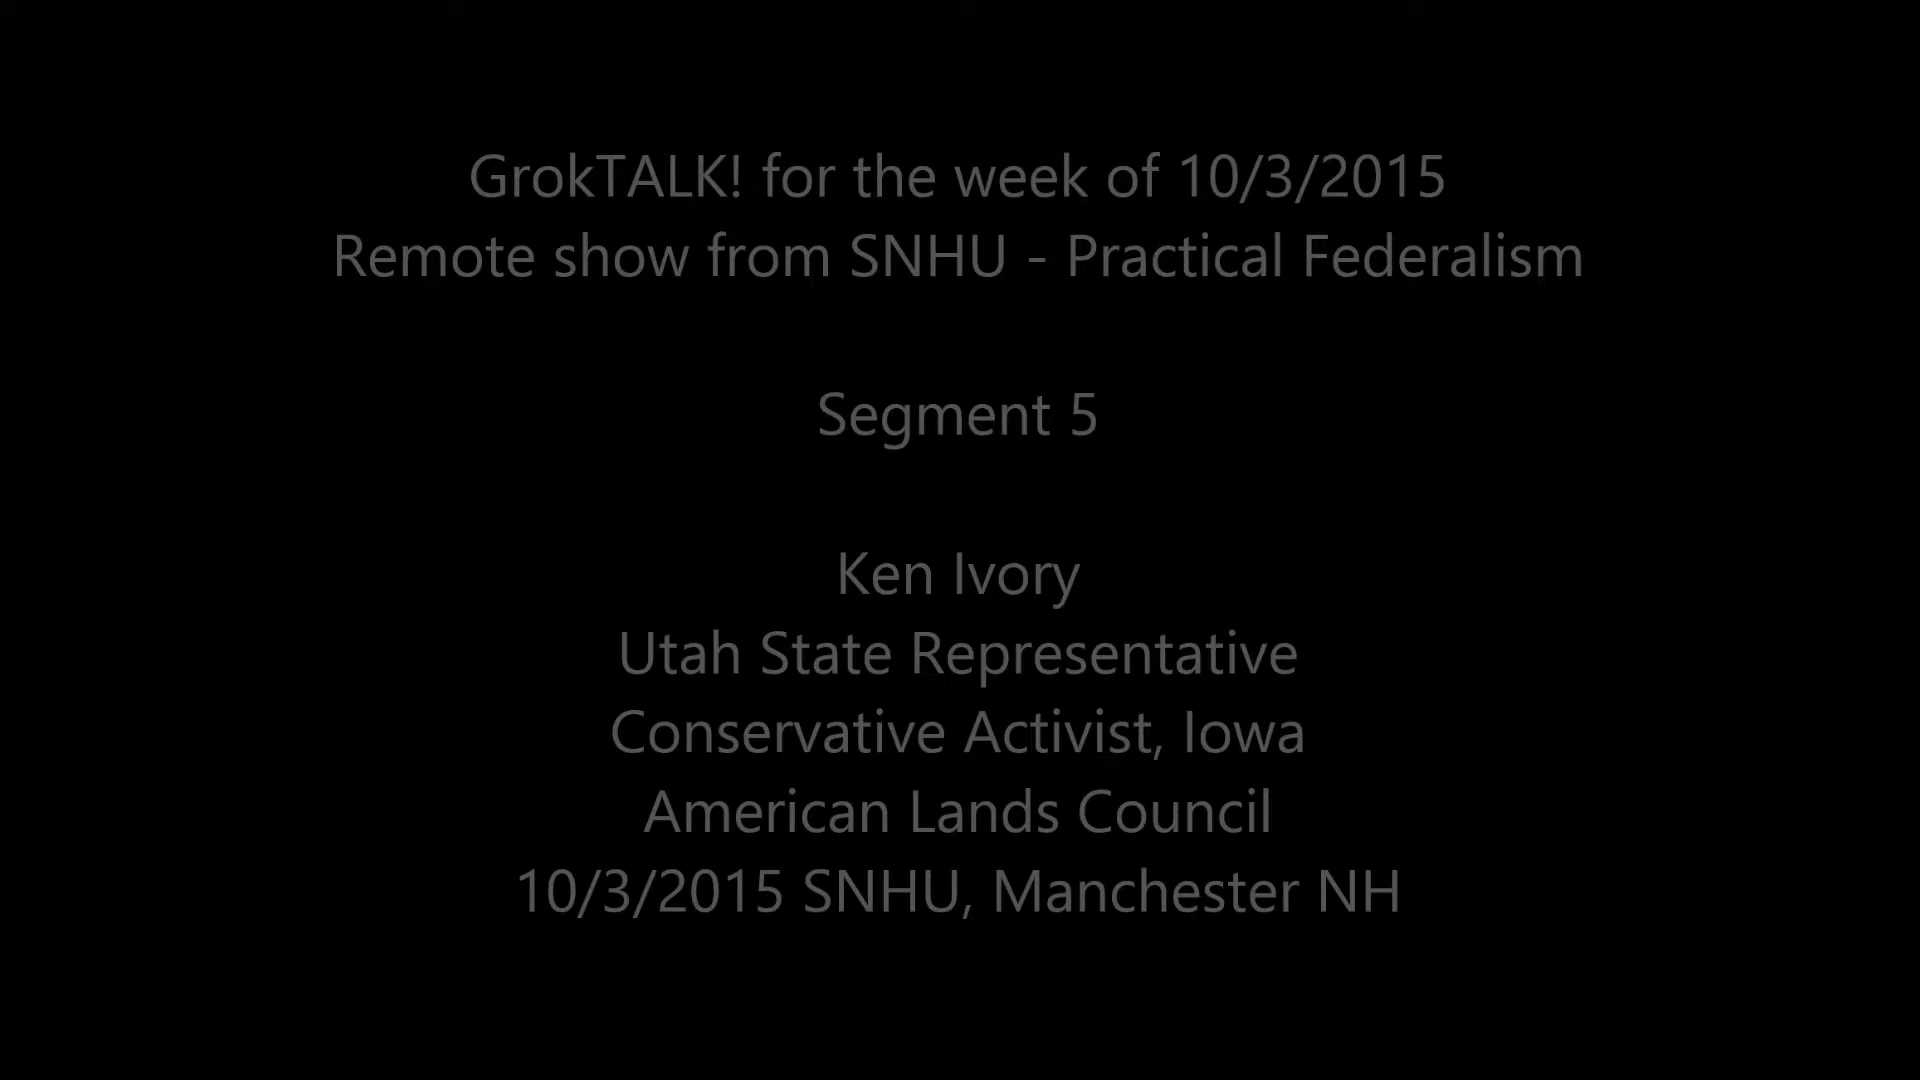 GrokTALK! for the week of 10/3/2015
Remote show from SNHU - Practical Federalism
Segment 5
Ken Ivory
Utah State Representative
Conservative Activist, Iowa
American Lands Council
10/3/2015 SNHU, Manchester NH